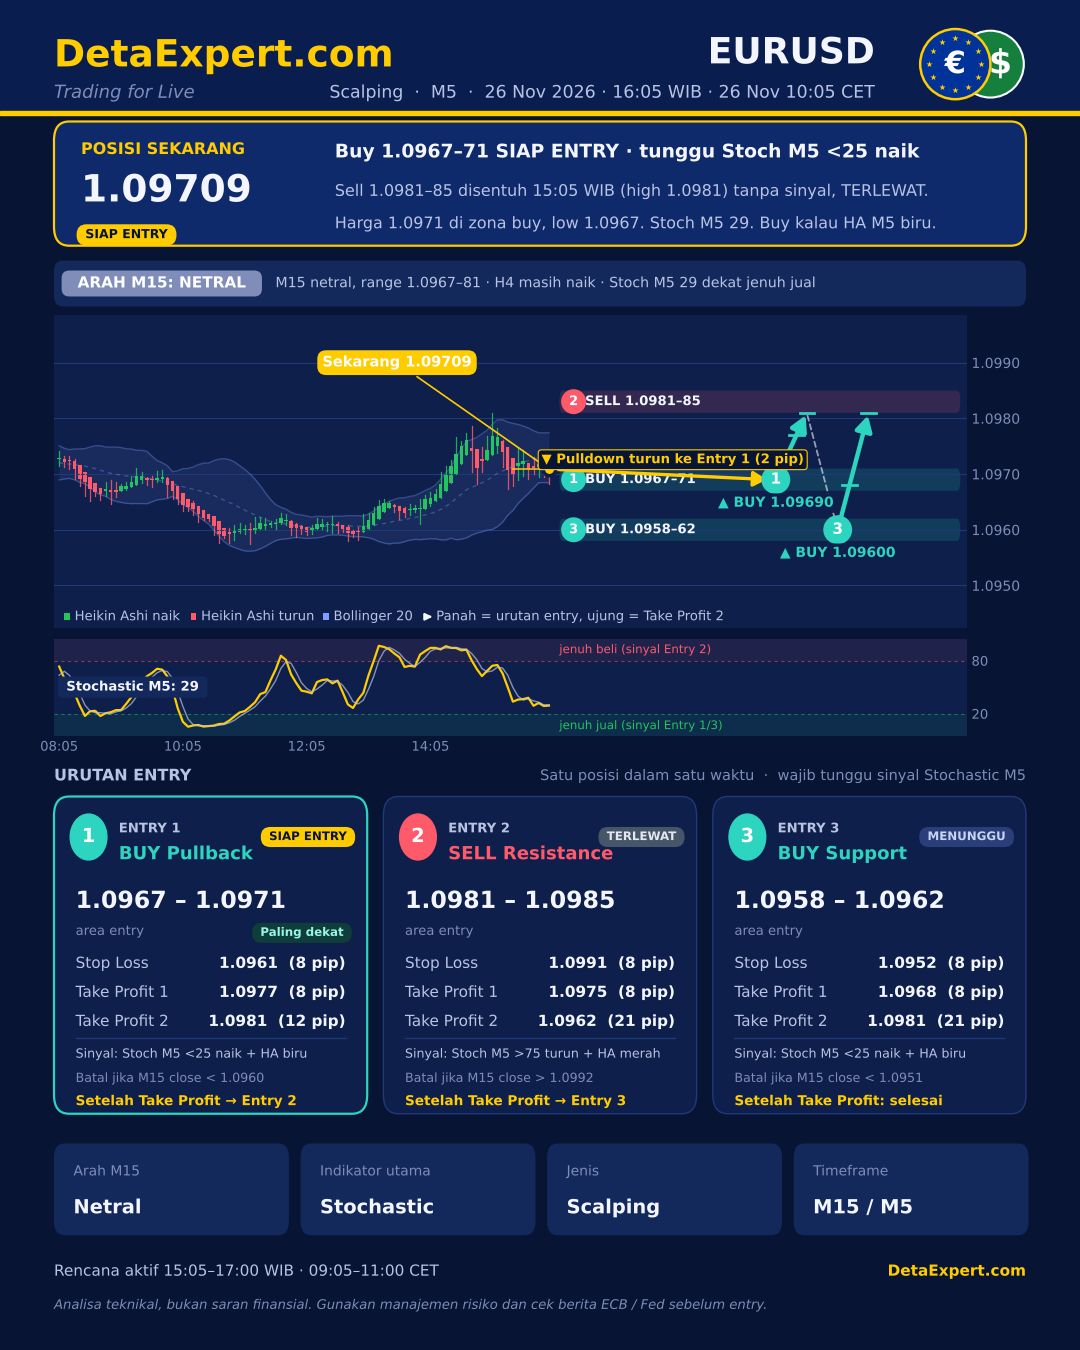 DetaExpert.com
EURUSD
€ $
Trading for Live
Scalping · M5 · 26 Nov 2026 · 16:05 WIB · 26 Nov 10:05 CET
POSISI SEKARANG
1.09709
SIAP ENTRY
Buy 1.0967–71 SIAP ENTRY · tunggu Stoch M5 <25 naik
Sell 1.0981–85 disentuh 15:05 WIB (high 1.0981) tanpa sinyal, TERLEWAT.
Harga 1.0971 di zona buy, low 1.0967. Stoch M5 29. Buy kalau HA M5 biru.
ARAH M15: NETRAL
M15 netral, range 1.0967–81 · H4 masih naik · Stoch M5 29 dekat jenuh jual
Sekarang 1.09709
1.0990
2 SELL 1.0981–85
1.0980
▼ Pulldown turun ke Entry 1 (2 pip)
1 BUY 1.0967–71
1
1.0970
▲ BUY 1.09690
3 BUY 1.0958–62
3
1.0960
▲ BUY 1.09600
1.0950
Heikin Ashi naik
Heikin Ashi turun
Bollinger 20
Panah = urutan entry, ujung = Take Profit 2
jenuh beli (sinyal Entry 2)
80
Stochastic M5: 29
20
jenuh jual (sinyal Entry 1/3)
08:05 10:05 12:05 14:05
URUTAN ENTRY
Satu posisi dalam satu waktu · wajib tunggu sinyal Stochastic M5
1
ENTRY 1
SIAP ENTRY
BUY Pullback
1.0967 – 1.0971
area entry
Paling dekat
Stop Loss 1.0961 (8 pip)
Take Profit 1 1.0977 (8 pip)
Take Profit 2 1.0981 (12 pip)
Sinyal: Stoch M5 <25 naik + HA biru
Batal jika M15 close < 1.0960
Setelah Take Profit → Entry 2
2
ENTRY 2
TERLEWAT
SELL Resistance
1.0981 – 1.0985
area entry
Stop Loss 1.0991 (8 pip)
Take Profit 1 1.0975 (8 pip)
Take Profit 2 1.0962 (21 pip)
Sinyal: Stoch M5 >75 turun + HA merah
Batal jika M15 close > 1.0992
Setelah Take Profit → Entry 3
3
ENTRY 3
MENUNGGU
BUY Support
1.0958 – 1.0962
area entry
Stop Loss 1.0952 (8 pip)
Take Profit 1 1.0968 (8 pip)
Take Profit 2 1.0981 (21 pip)
Sinyal: Stoch M5 <25 naik + HA biru
Batal jika M15 close < 1.0951
Setelah Take Profit: selesai
Arah M15
Netral
Indikator utama
Stochastic
Jenis
Scalping
Timeframe
M15 / M5
Rencana aktif 15:05–17:00 WIB · 09:05–11:00 CET
DetaExpert.com
Analisa teknikal, bukan saran finansial. Gunakan manajemen risiko dan cek berita ECB / Fed sebelum entry.